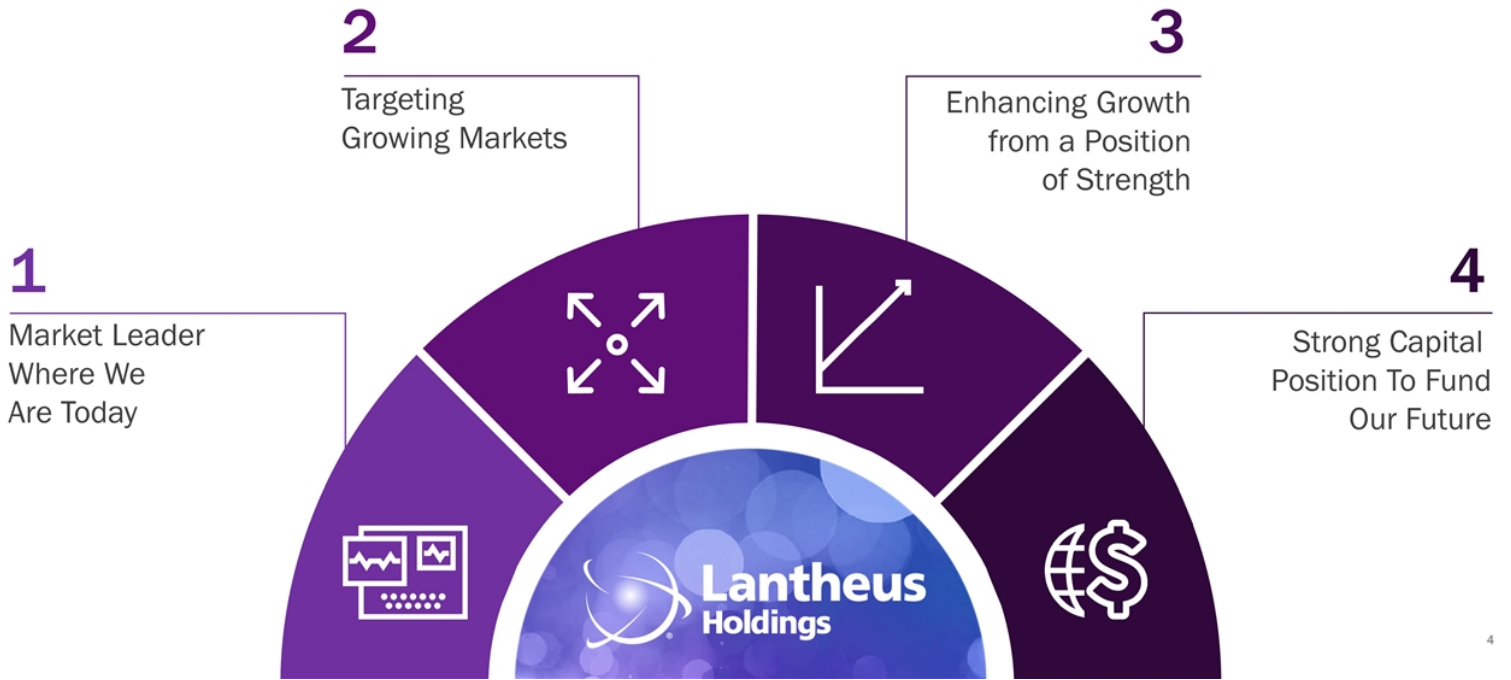 1
Market Leader
Where We
Are Today
2
Targeting
Growing Markets
3
Enhancing Growth
from a Position
of Strength
4
Strong Capital
Position To Fund
Our Future
Lantheus
Holdings
®
4